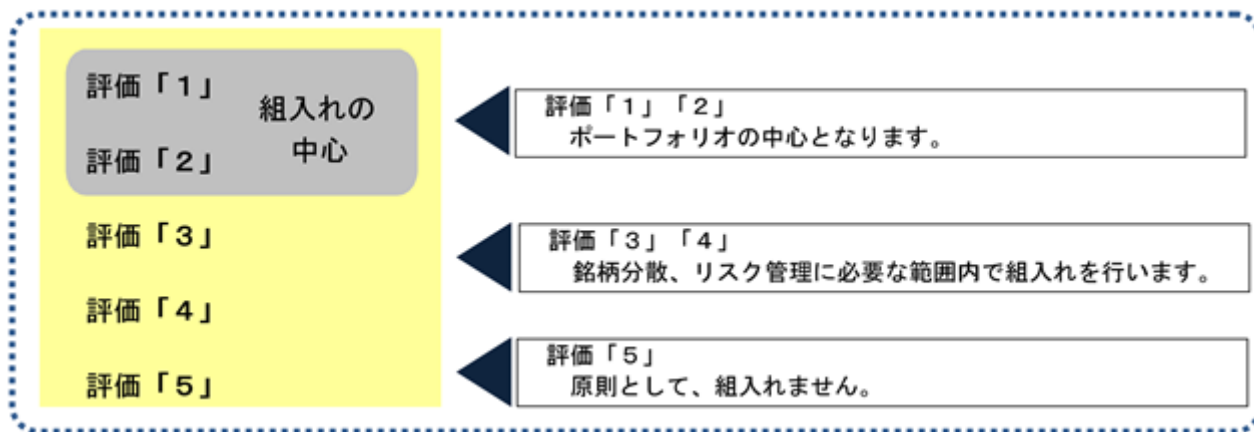 評価「１」
組入れの
中心
評価「２」
評価「３」
評価「４」
評価「５」
評価「１」「２」
ポートフォリオの中心となります。
評価「３」「４」
銘柄分散、リスク管理に必要な範囲内で組入れを行います。
評価「５」
原則として、組入れません。